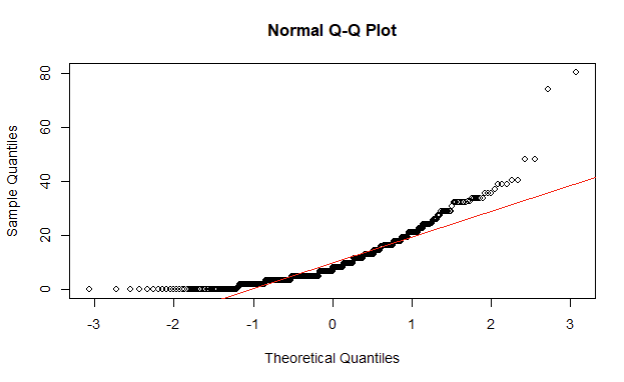 Normal Q-Q Plot
Sample Quantiles
80
60
40
20
0
-3 -2 -1 0 1 2 3
Theoretical Quantiles